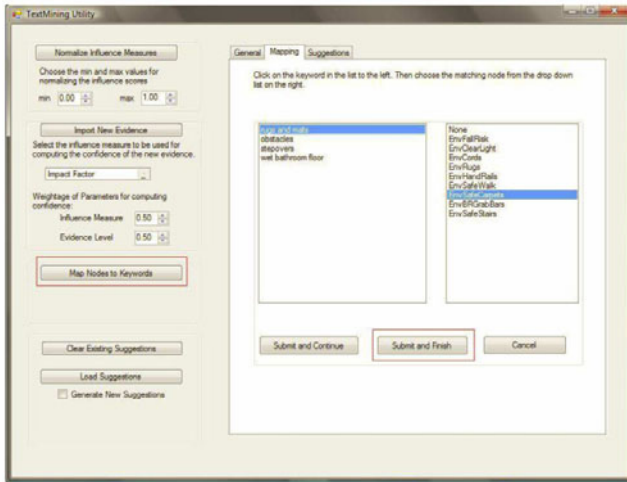 TextMining Utility
Normalize Influence Measures
Choose the min and max values for
normalizing the influence scores
min 0.00 max 1.00
Import New Evidence
Select the influence measure to be used for
computing the confidence of the new evidence.
Impact Factor
Weightage of Parameters for computing
confidence:
Influence Measure 0.50
Evidence Level 0.50
Map Nodes to Keywords
Clear Existing Suggestions
Load Suggestions
Generate New Suggestions
General Mapping Suggestions
Click on the keyword in the list to the left. Then choose the matching node from the drop down
list on the right.
rugs and mats
obstacles
stepovers
wet bathroom floor
None
EnvFallRisk
EnvClearLight
EnvCords
EnvRugs
EnvHandRails
EnvSafeWalk
EnvSafeCarpets
EnvBRGrabBars
EnvSafeStairs
Submit and Continue
Submit and Finish
Cancel